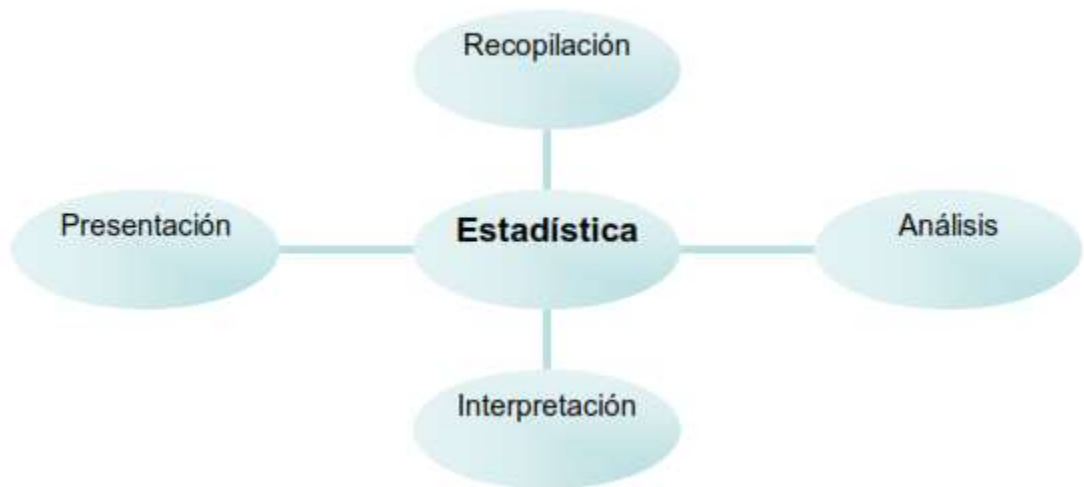 Recopilación
Presentación
Estadística
Análisis
Interpretación